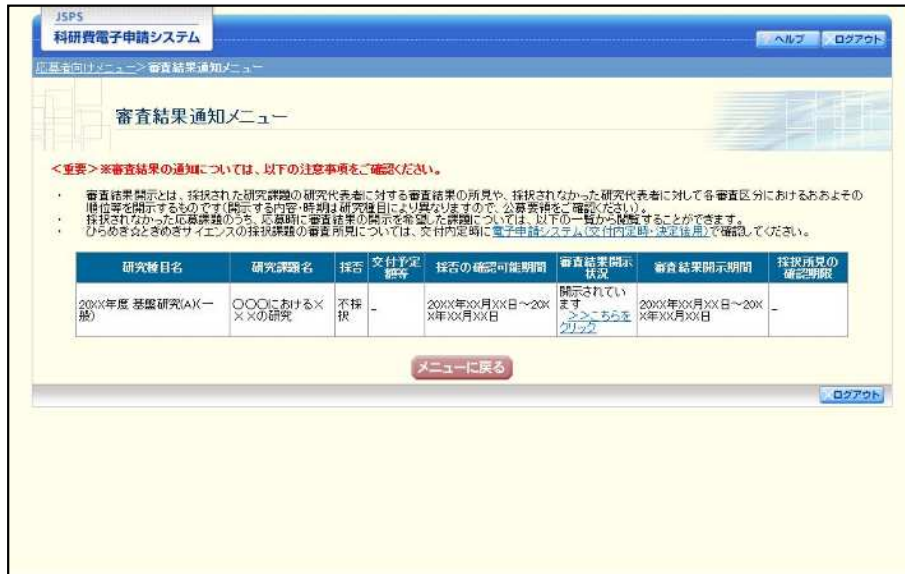 JSPS
科研費電子申請システム
ヘルプ
ログアウト
応募者向けメニュー＞審査結果通知メニュー
審査結果通知メニュー
＜重要＞※審査結果の通知については、以下の注意事項をご確認ください。
・ 審査結果開示とは、採択された研究課題の研究代表者に対する審査結果の所見や、採択されなかった研究代表者に対して各審査区分におけるおおよその
順位等を開示するものです(開示する内容・時期は研究種目により異なりますので、公募要領をご確認ください)。
・ 採択されなかった応募課題のうち、応募時に審査結果の開示を希望した課題については、以下の一覧から閲覧することができます。
・ ひらめき☆ときめきサイエンスの採択課題の審査所見については、交付内定時に電子申請システム(交付内定時・決定後用)で確認してください。
研究種目名 研究課題名 採否 交付予定額等 採否の確認可能期間 審査結果開示状況 審査結果開示期間 採択所見の確認期限
20XX年度 基盤研究(A)(一般)
〇〇〇における××の研究
不採択
-
20XX年XX月XX日～20XX年XX月XX日
開示されています
>>こちらをクリック
20XX年XX月XX日～20XX年XX月XX日
-
メニューに戻る
ログアウト